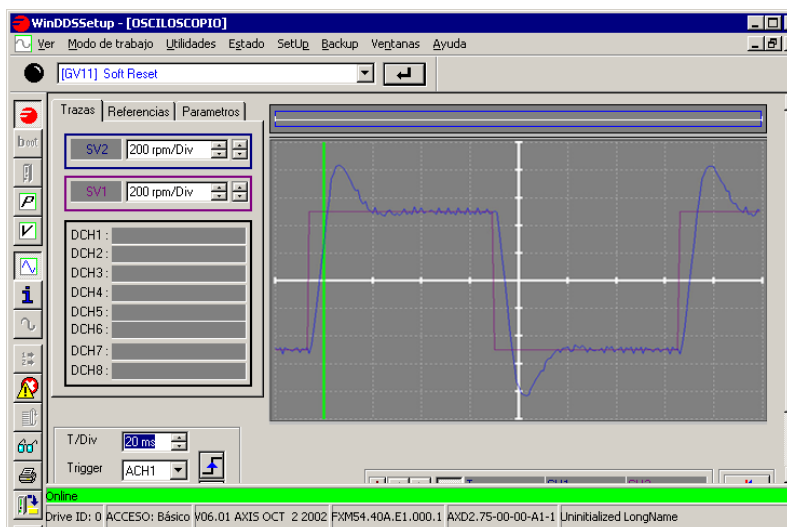 WinDDSSetup - [OSCILOSCOPIO]
Ver Modo de trabajo Utilidades Estado SetUp Backup Ventanas Ayuda
[GV11] Soft Reset
Trazas Referencias Parametros
SV2 200 rpm/Div
SV1 200 rpm/Div
DCH1 :
DCH2 :
DCH3 :
DCH4 :
DCH5 :
DCH6 :
DCH7 :
DCH8 :
boot
P
V
i
T/Div 20 ms
Trigger ACH1
Online
Drive ID: 0 ACCESO: Básico V06.01 AXIS OCT 2 2002 FXM54.40A.E1.000.1 AXD2.75-00-00-A1-1 Uninitialized LongName